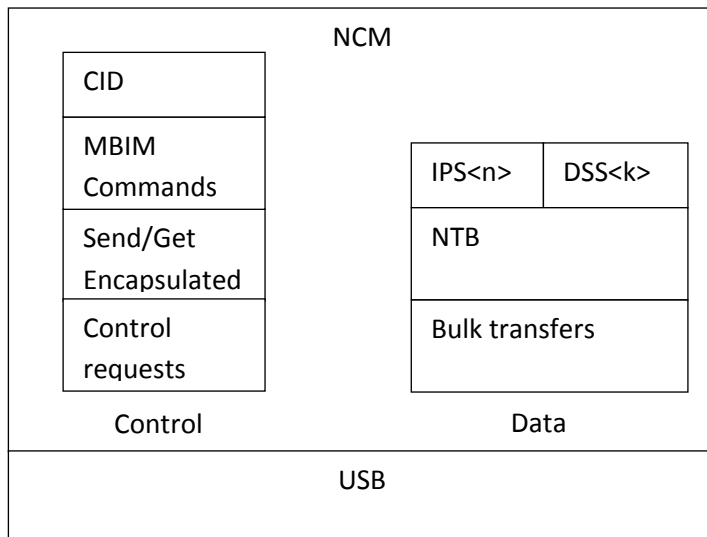 NCM
CID
MBIM
Commands
Send/Get
Encapsulated
Control
requests
Control
IPS<n>
DSS<k>
NTB
Bulk transfers
Data
USB